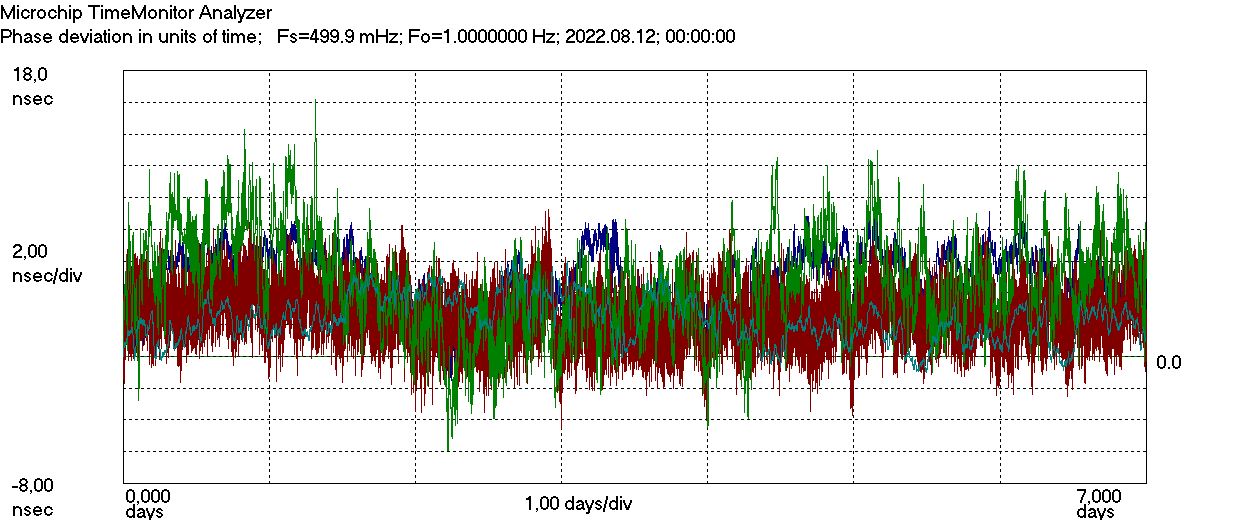 Microchip TimeMonitor Analyzer
Phase deviation in units of time; Fs=499.9 mHz; Fo=1.0000000 Hz; 2022.08.12; 00:00:00
18,0
nsec
2,00
nsec/div
0.0
-8,00
nsec
0,000
days
1,00 days/div
7,000
days